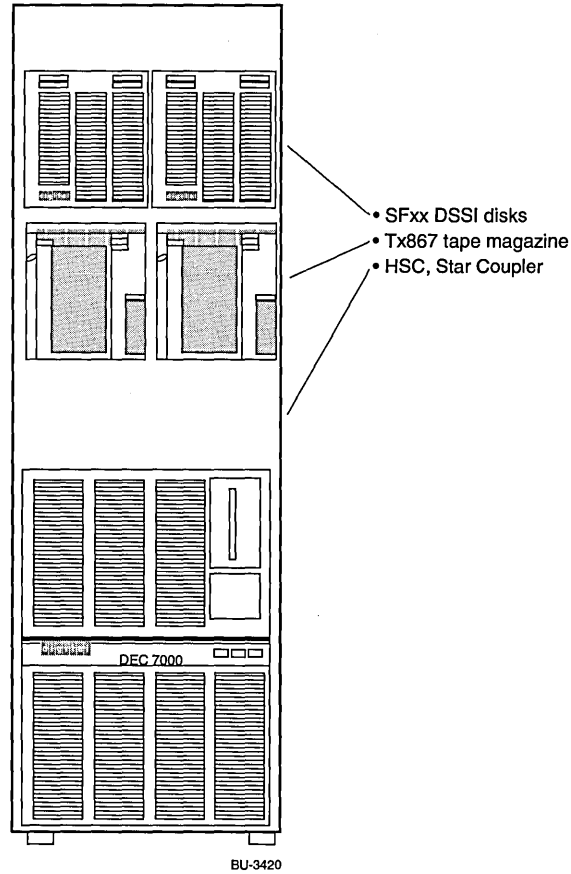 • SFxx DSSI disks
• Tx867 tape magazine
• HSC, Star Coupler
DEC 7000
BU-3420